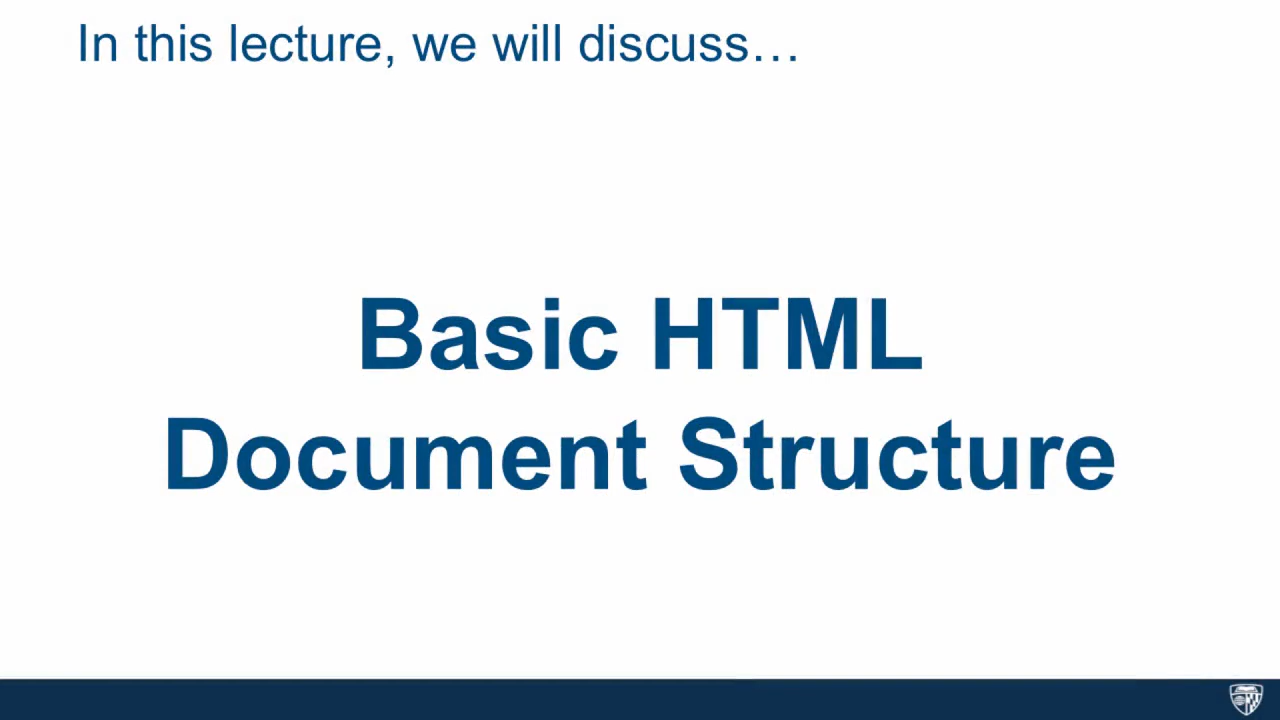 In this lecture, we will discuss…
Basic HTML
Document Structure